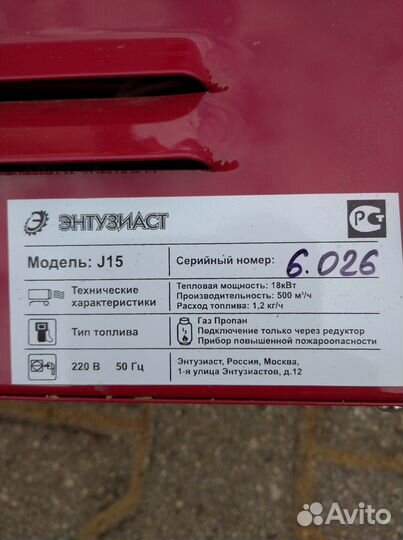 ЭНТУЗИАСТ
РСТ
Модель: J15
Серийный номер: 6.026
Технические характеристики
Тепловая мощность: 18кВт
Производительность: 500 м³/ч
Расход топлива: 1,2 кг/ч
Тип топлива
Газ Пропан
Подключение только через редуктор
Прибор повышенной пожароопасности
220 В 50 Гц
Энтузиаст, Россия, Москва,
1-я улица Энтузиастов, д.12
Avito